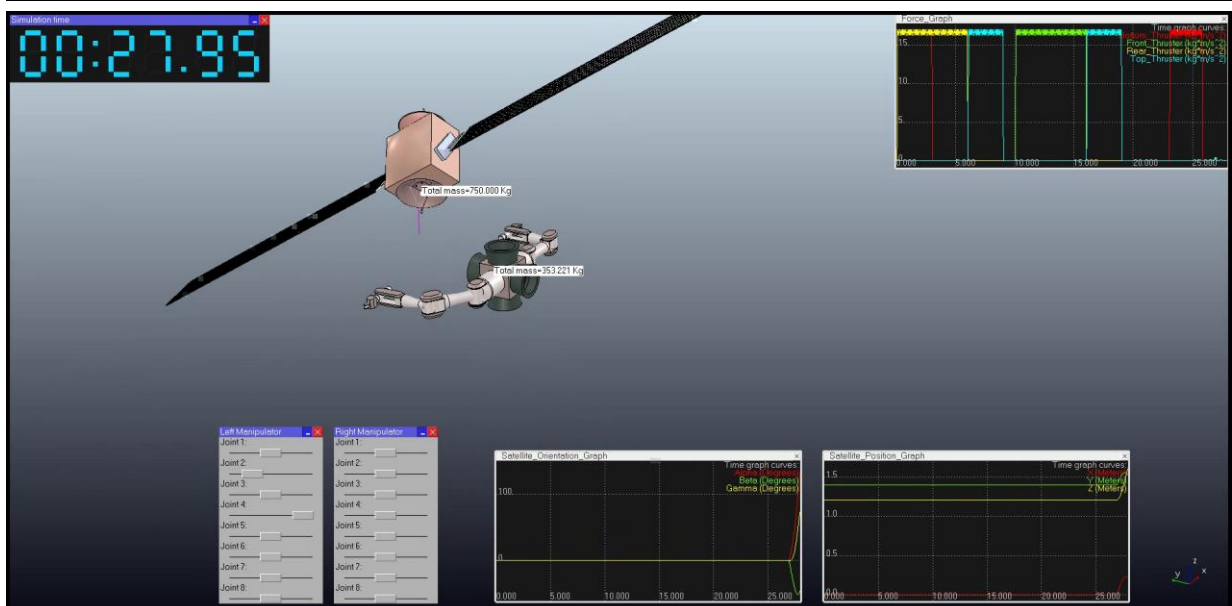 Simulation time
00:27.95
Force_Graph
Time graph curves:
Front_Thruster (kg*m/s^2)
Rear_Thruster (kg*m/s^2)
Top_Thruster (kg*m/s^2)
15.
10.
5.
0.
0.000 5.000 10.000 15.000 20.000 25.000
Total mass=750.000 Kg
Total mass=353.221 Kg
Left Manipulator
Joint 1:
Joint 2:
Joint 3:
Joint 4:
Joint 5:
Joint 6:
Joint 7:
Joint 8:
Right Manipulator
Joint 1:
Joint 2:
Joint 3:
Joint 4:
Joint 5:
Joint 6:
Joint 7:
Joint 8:
Satellite_Orientation_Graph
Time graph curves:
Alpha (Degrees)
Beta (Degrees)
Gamma (Degrees)
100.
0.
0.000 5.000 10.000 15.000 20.000 25.000
Satellite_Position_Graph
Time graph curves:
X (Meters)
Y (Meters)
Z (Meters)
1.5
1.0
0.5
0.0
0.000 5.000 10.000 15.000 20.000 25.000
z
y x